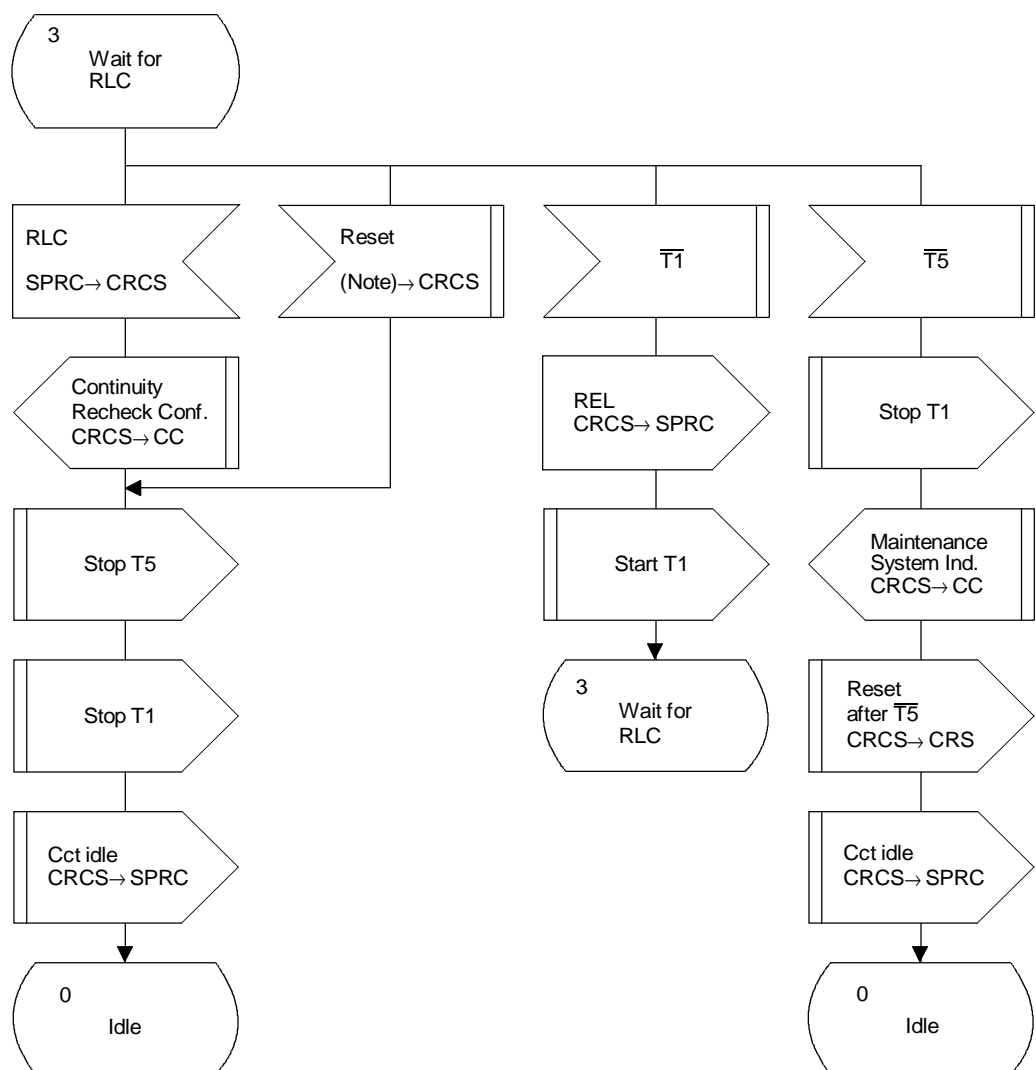 3
Wait for
RLC
RLC
SPRC→ CRCS
Reset
(Note)→ CRCS
T1
T5
Continuity
Recheck Conf.
CRCS→ CC
REL
CRCS→ SPRC
Stop T1
Stop T5
Start T1
Maintenance
System Ind.
CRCS→ CC
Stop T1
3
Wait for
RLC
Reset
after T5
CRCS→ CRS
Cct idle
CRCS→ SPRC
Cct idle
CRCS→ SPRC
0
Idle
0
Idle